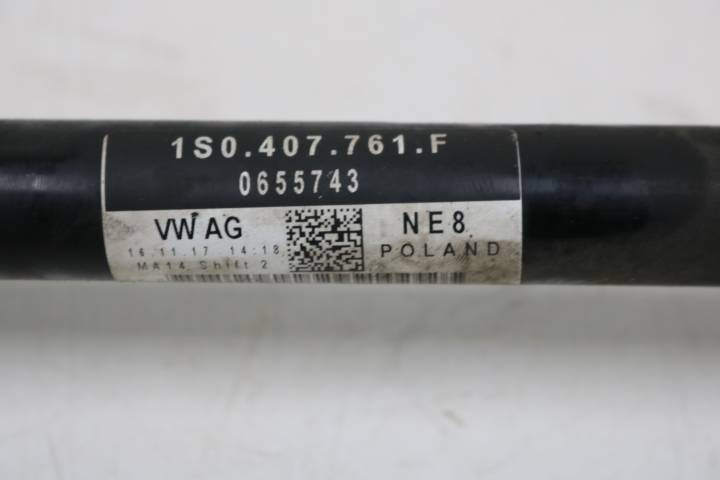 1S0.407.761.F
0655743
VW AG NE8
16.11.17 14:18 POLAND
MA14 Shift 2